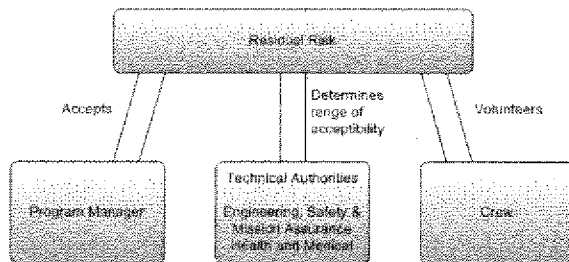 Residual Risk
Accepts
Determines
range of
acceptibility
Volunteers
Program Manager
Technical Authorities
Engineering, Safety &
Mission Assurance
Health and Medical
Crew